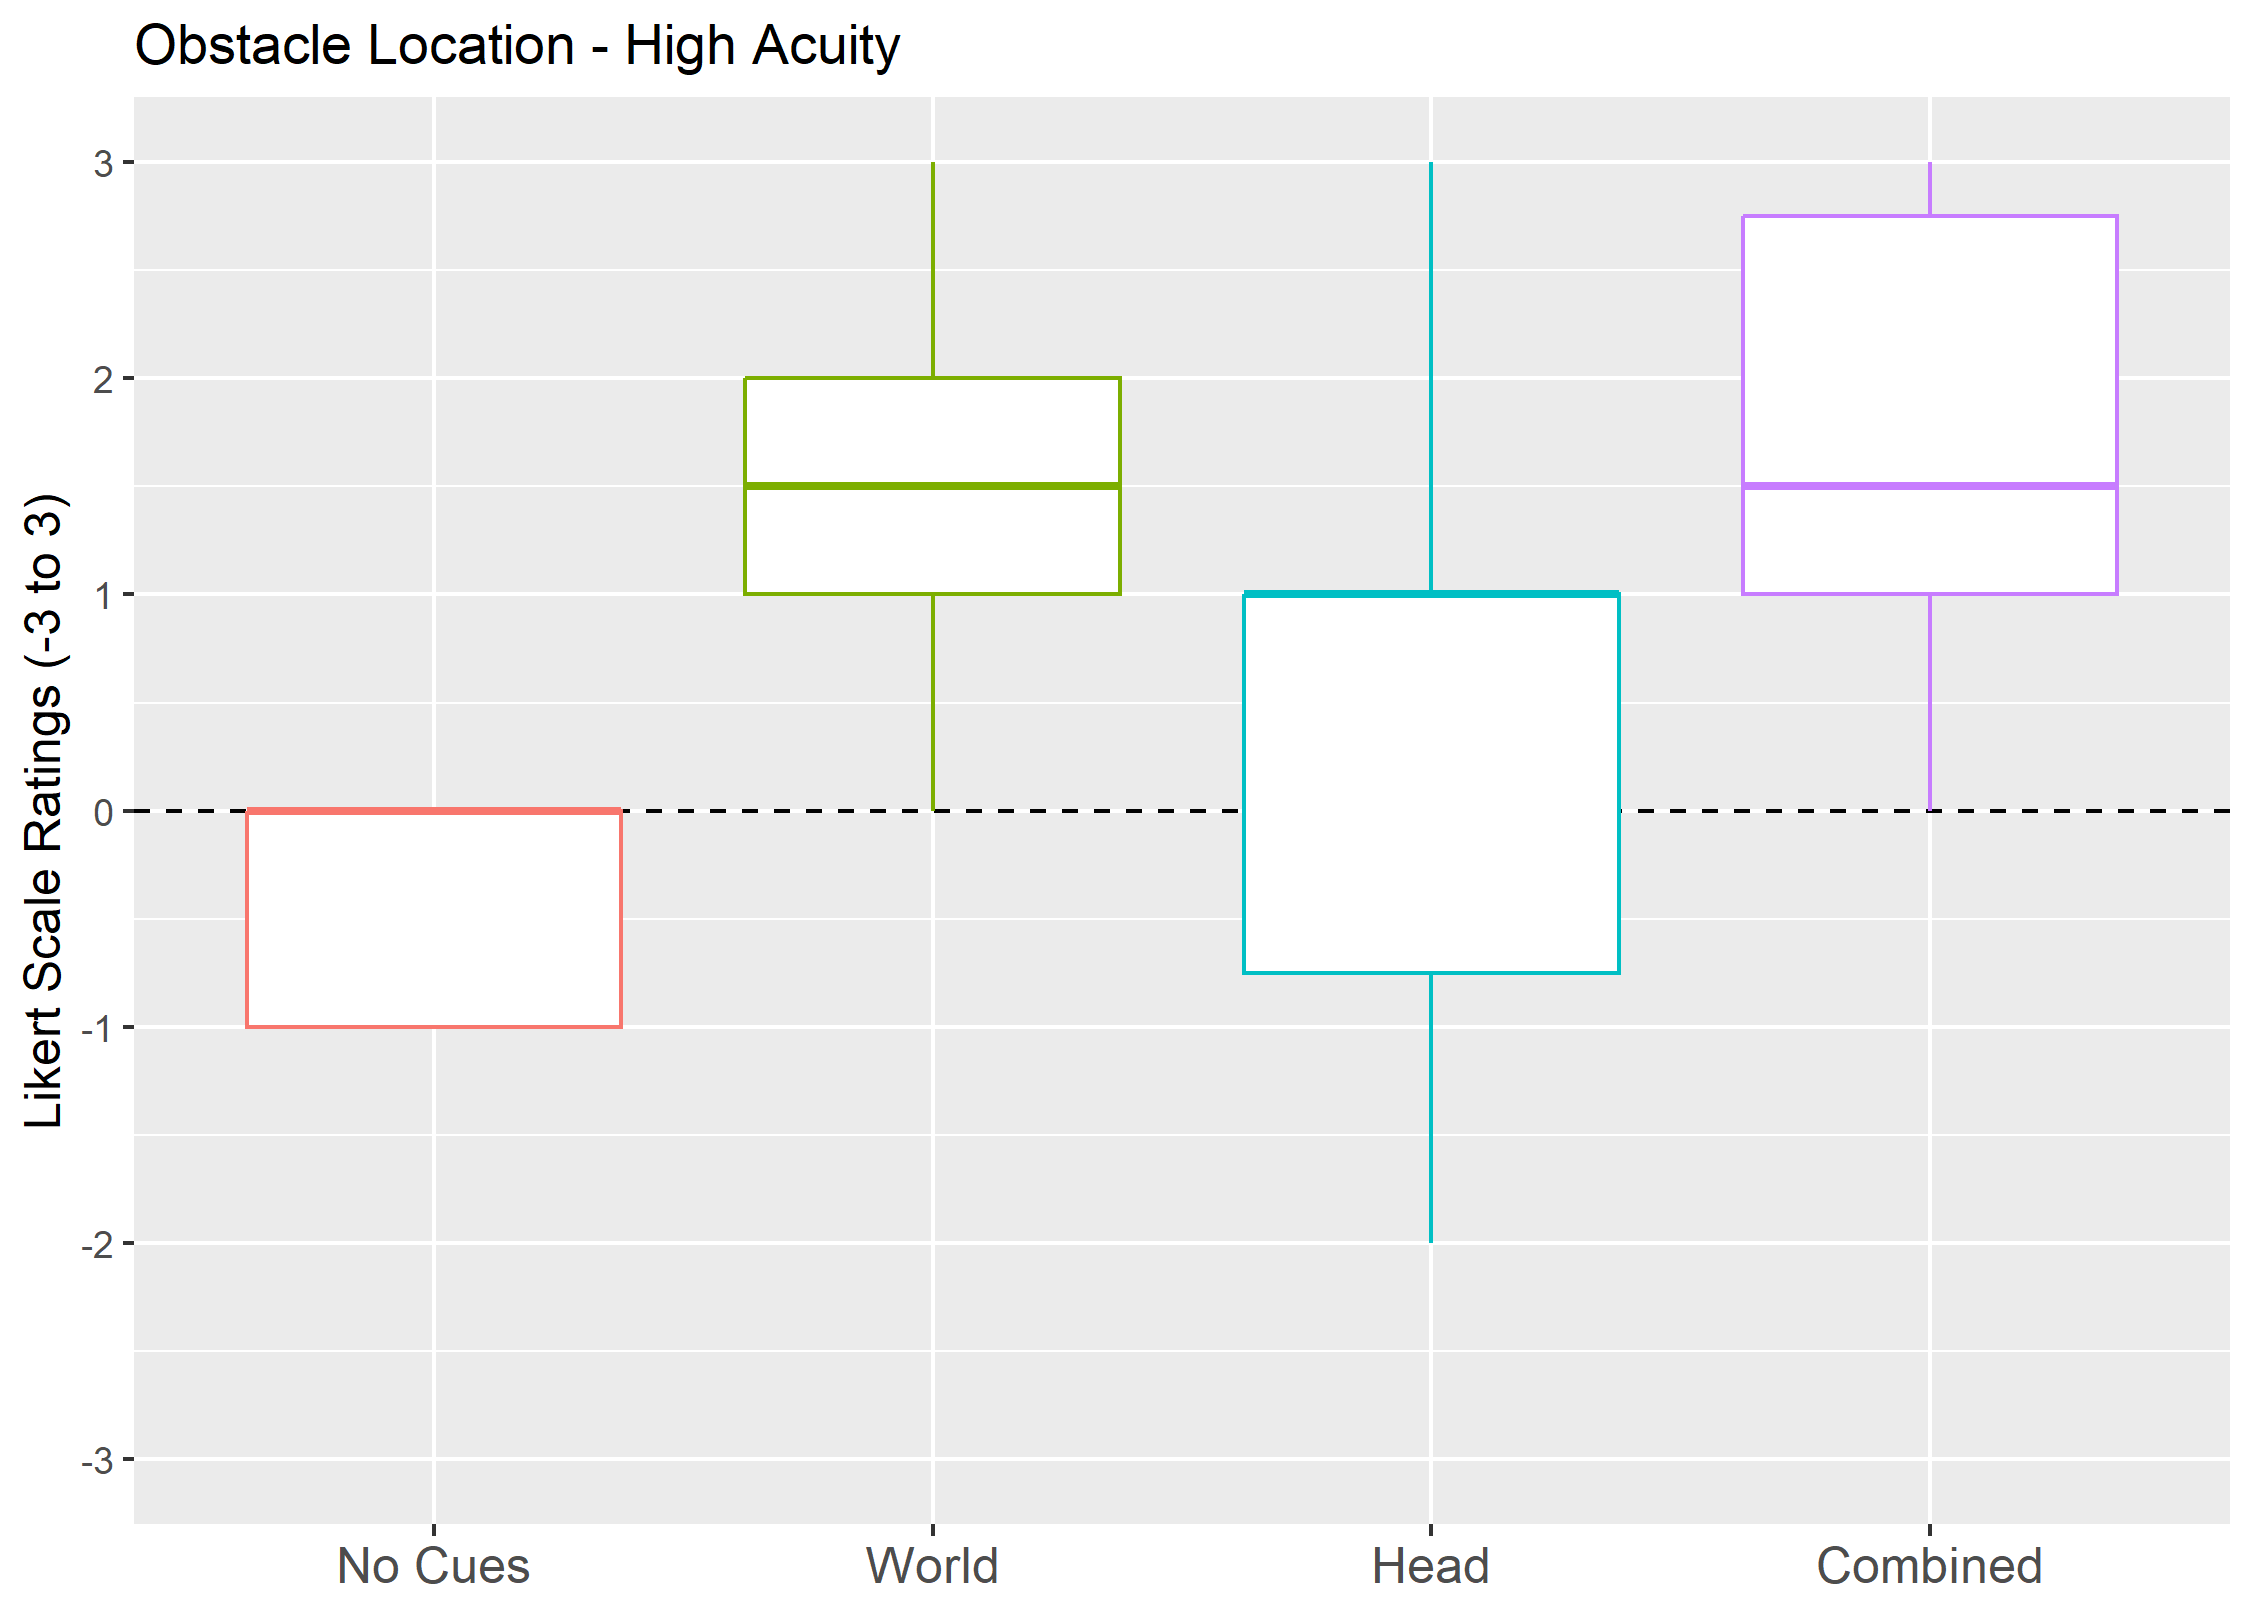 Obstacle Location - High Acuity
Likert Scale Ratings (-3 to 3)
3
2
1
0
-1
-2
-3
No Cues World Head Combined